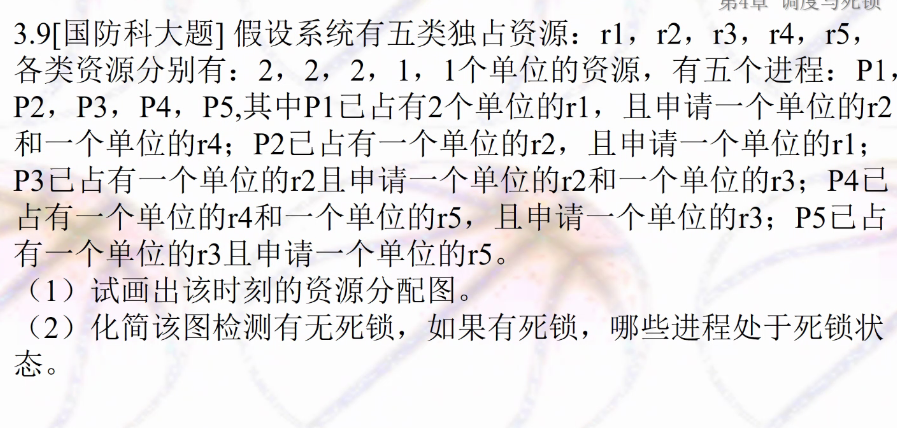 第4章 调度与死锁
3.9[国防科大题] 假设系统有五类独占资源：r1，r2，r3，r4，r5，
各类资源分别有：2，2，2，1，1个单位的资源，有五个进程：P1，
P2，P3，P4，P5,其中P1已占有2个单位的r1，且申请一个单位的r2
和一个单位的r4；P2已占有一个单位的r2，且申请一个单位的r1；
P3已占有一个单位的r2且申请一个单位的r2和一个单位的r3；P4已
占有一个单位的r4和一个单位的r5，且申请一个单位的r3；P5已占
有一个单位的r3且申请一个单位的r5。
（1）试画出该时刻的资源分配图。
（2）化简该图检测有无死锁，如果有死锁，哪些进程处于死锁状
态。